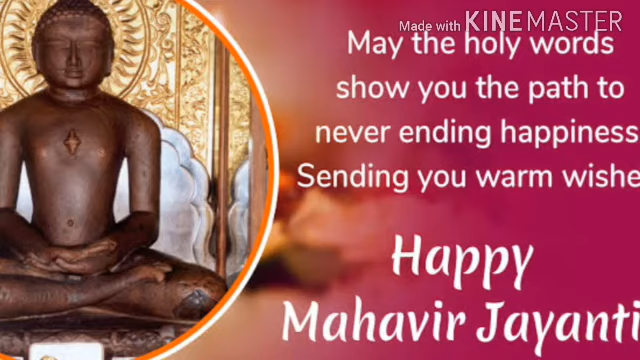 Made with KINEMASTER
May the holy words
show you the path to
never ending happiness
Sending you warm wishe
Happy
Mahavir Jayanti